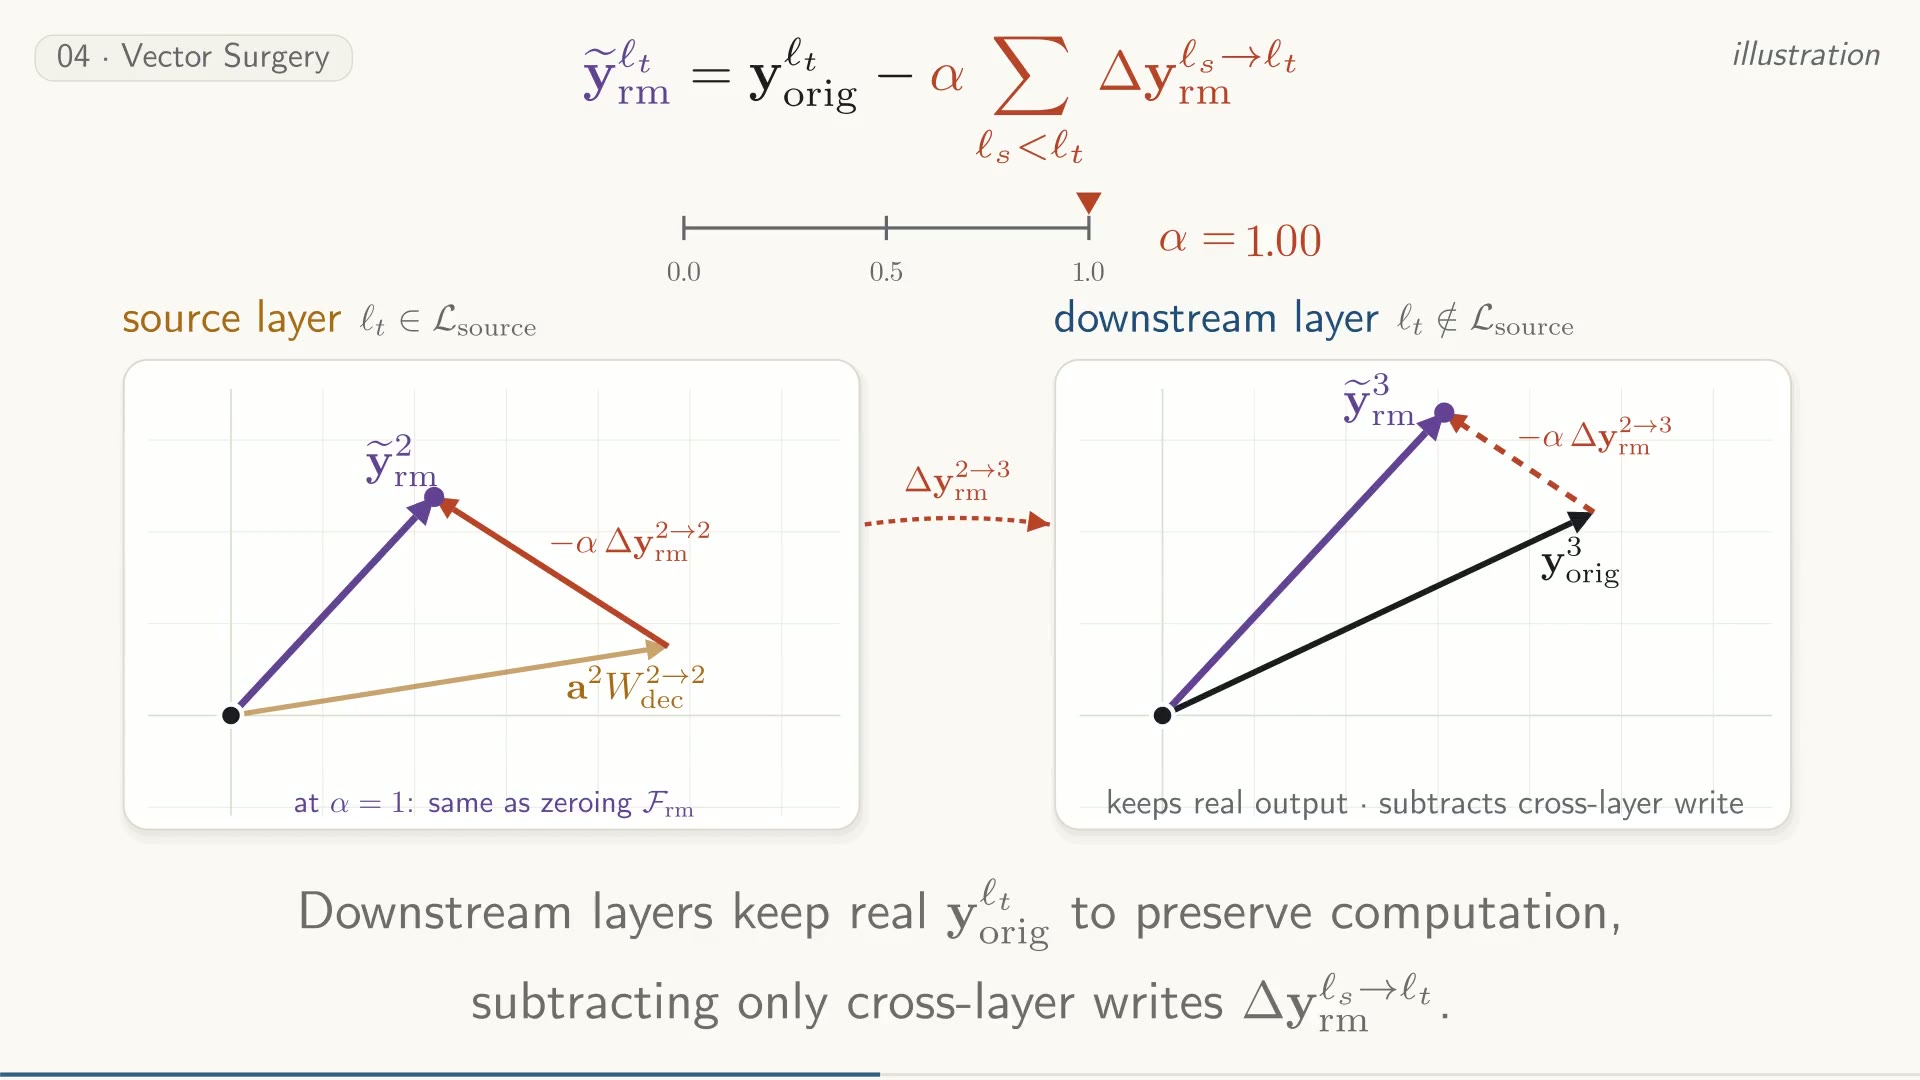 04 · Vector Surgery
ỹ_rm^{ℓ_t} = y_orig^{ℓ_t} − α ∑_{ℓ_s<ℓ_t} Δy_rm^{ℓ_s→ℓ_t}
illustration
0.0 0.5 1.0
α = 1.00
source layer ℓ_t ∈ ℒ_source
downstream layer ℓ_t ∉ ℒ_source
ỹ_rm^2
−α Δy_rm^{2→2}
a^2 W_dec^{2→2}
at α = 1: same as zeroing ℱ_rm
Δy_rm^{2→3}
ỹ_rm^3
−α Δy_rm^{2→3}
y_orig^3
keeps real output · subtracts cross-layer write
Downstream layers keep real y_orig^{ℓ_t} to preserve computation,
subtracting only cross-layer writes Δy_rm^{ℓ_s→ℓ_t}.